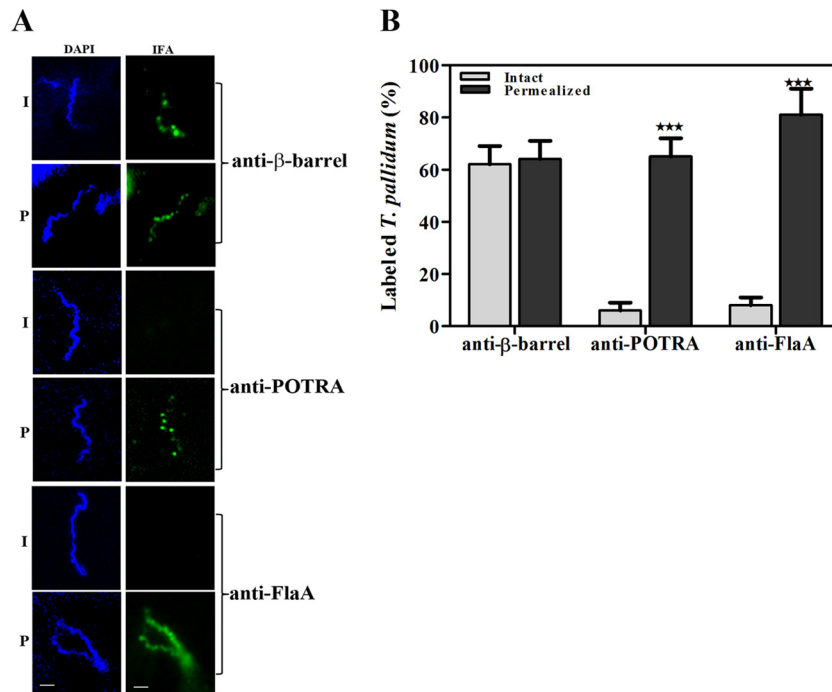 A
DAPI IFA
I
anti-β-barrel
P
I
anti-POTRA
P
I
anti-FlaA
P
B
Labeled T. pallidum (%)
100
80
60
40
20
0
Intact
Permealized
★★★
★★★
anti-β-barrel anti-POTRA anti-FlaA